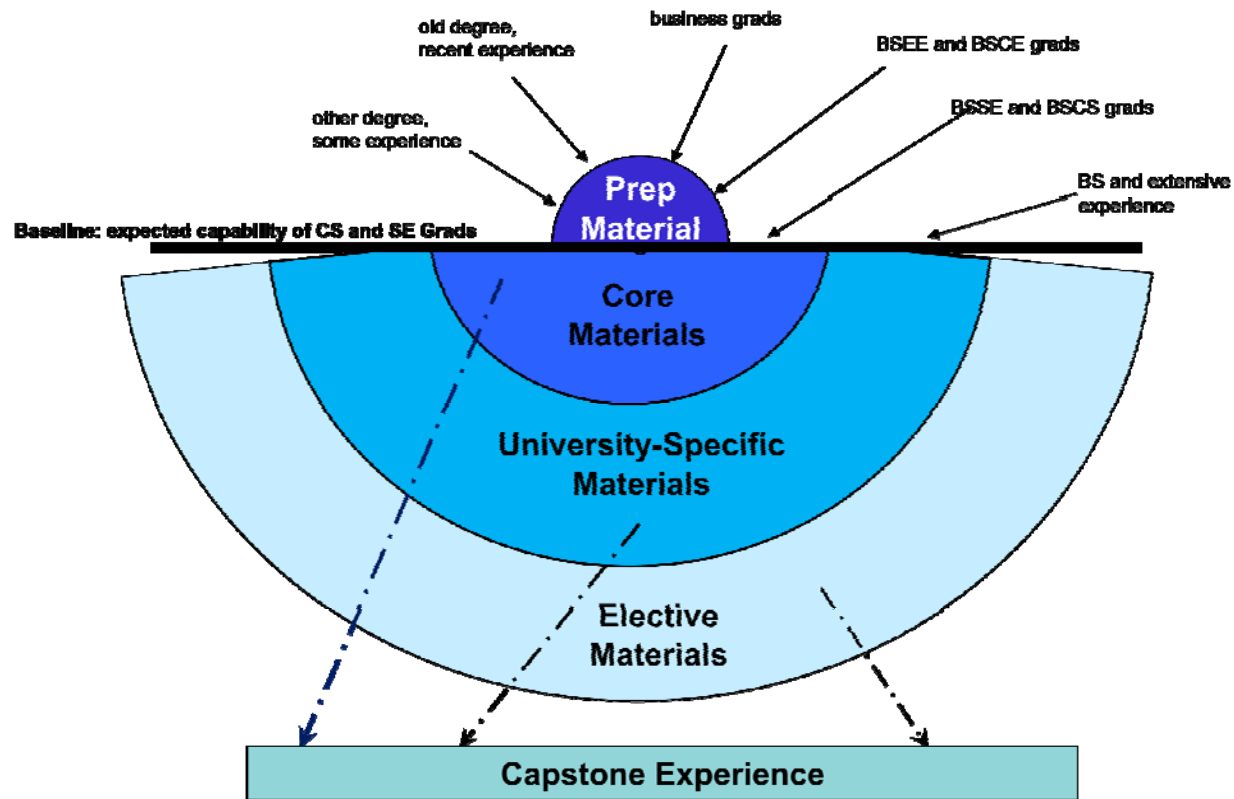 business grads
old degree,
recent experience
BSEE and BSCE grads
other degree,
some experience
BSSE and BSCS grads
Prep
Material
BS and extensive
experience
Baseline: expected capability of CS and SE Grads
Core
Materials
University-Specific
Materials
Elective
Materials
Capstone Experience